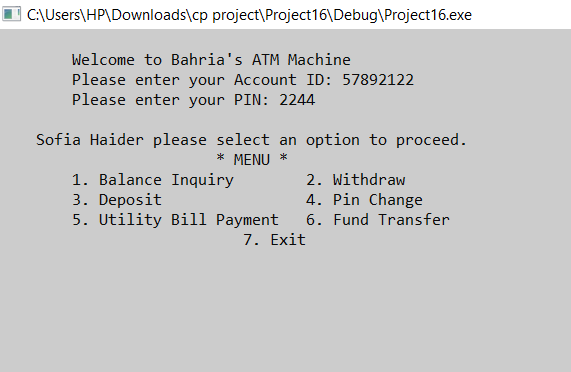 C:\Users\HP\Downloads\cp project\Project16\Debug\Project16.exe
Welcome to Bahria's ATM Machine
Please enter your Account ID: 57892122
Please enter your PIN: 2244
Sofia Haider please select an option to proceed.
* MENU *
1. Balance Inquiry 2. Withdraw
3. Deposit 4. Pin Change
5. Utility Bill Payment 6. Fund Transfer
7. Exit